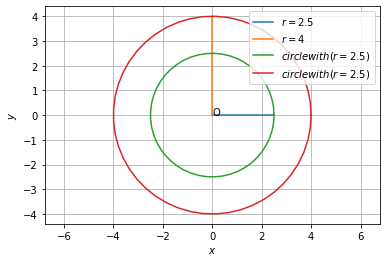 4
3
2
1
0
−1
−2
−3
−4
y
r = 2.5
r = 4
circlewith(r = 2.5)
circlewith(r = 2.5)
O
−6 −4 −2 0 2 4 6
x